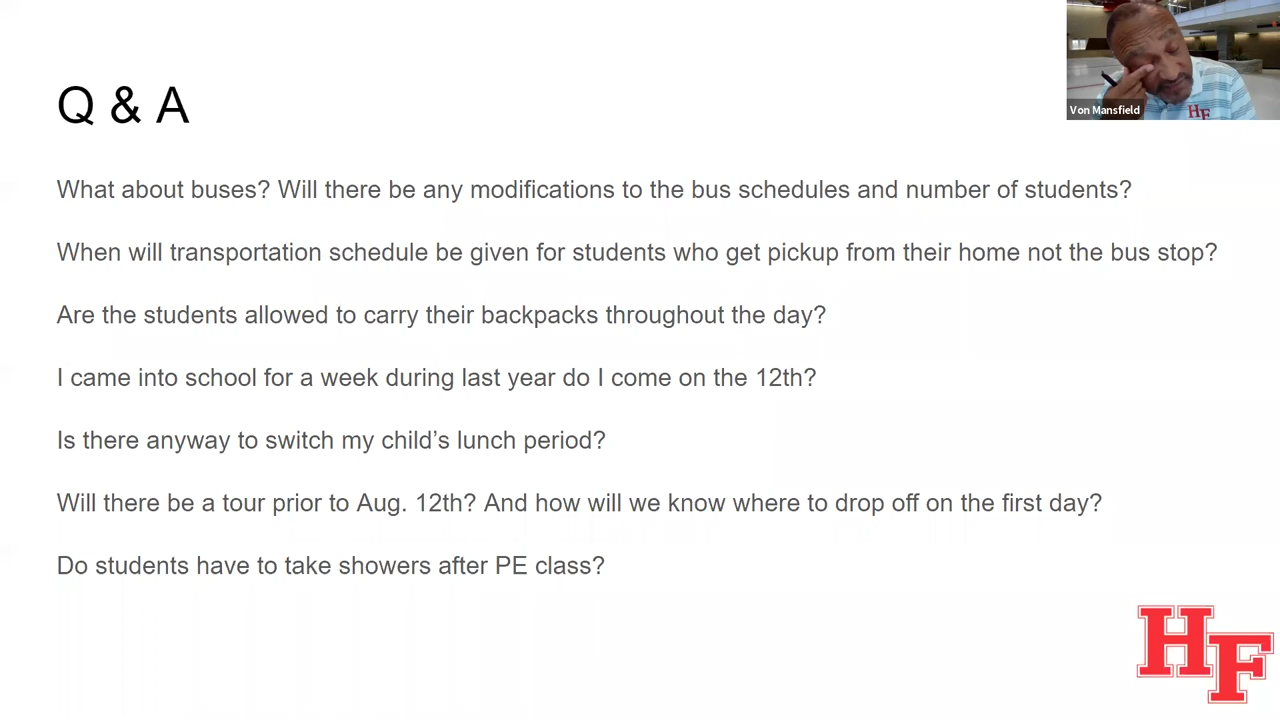 Q & A
Von Mansfield
HF
What about buses? Will there be any modifications to the bus schedules and number of students?
When will transportation schedule be given for students who get pickup from their home not the bus stop?
Are the students allowed to carry their backpacks throughout the day?
I came into school for a week during last year do I come on the 12th?
Is there anyway to switch my child’s lunch period?
Will there be a tour prior to Aug. 12th? And how will we know where to drop off on the first day?
Do students have to take showers after PE class?
HF